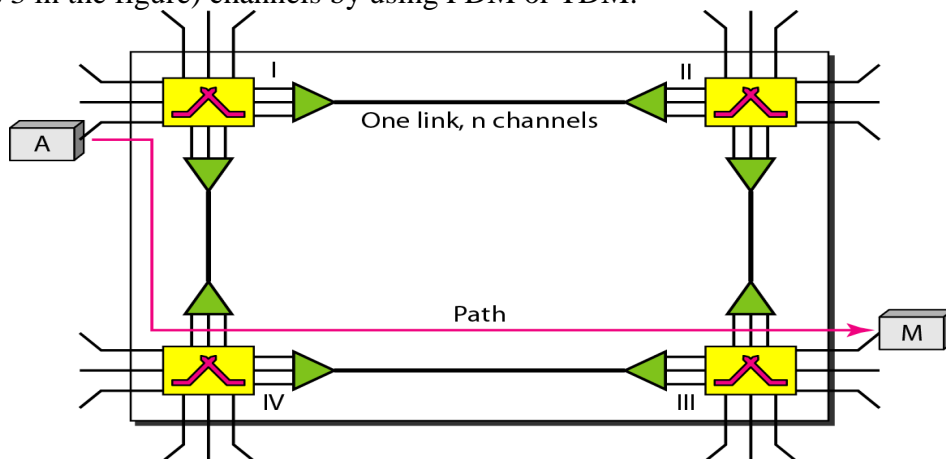 3 in the figure) channels by using FDM or TDM.
I
II
One link, n channels
A
Path
M
IV
III